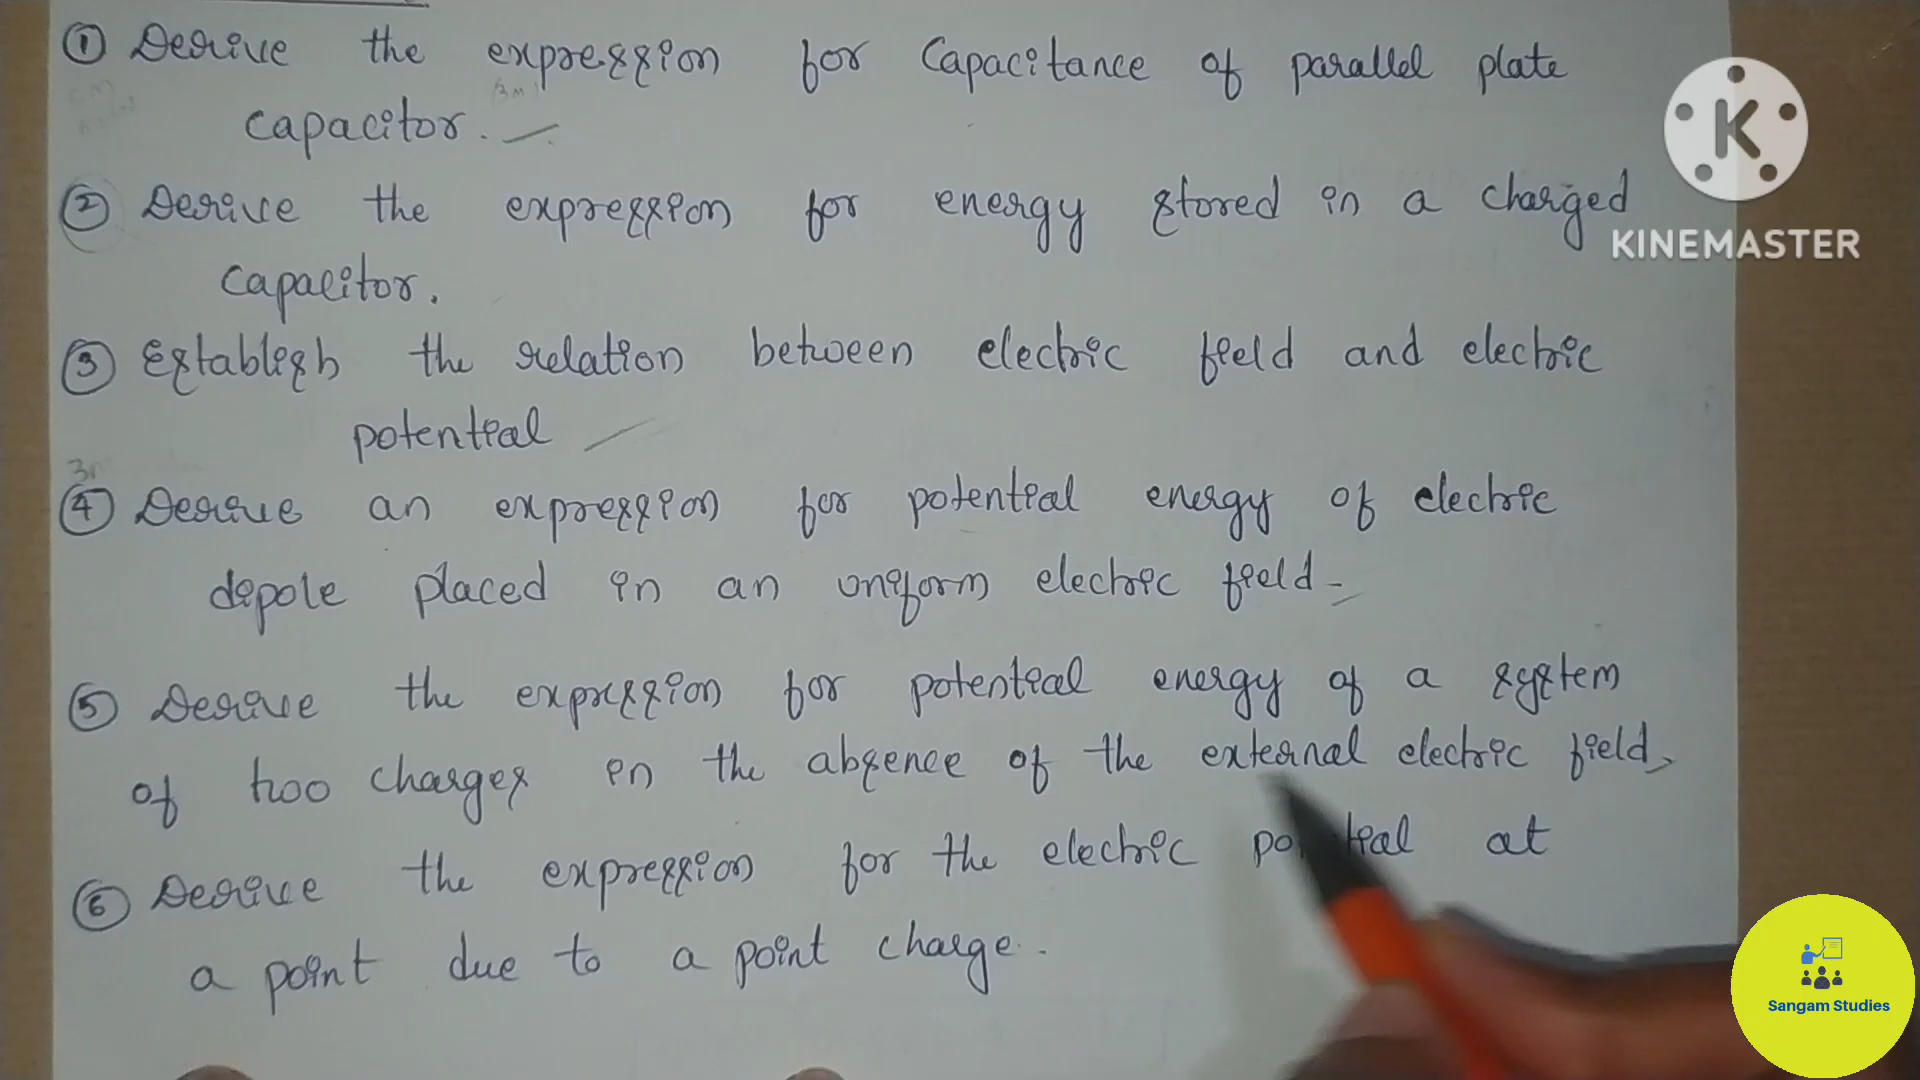 ① Derive the expression for Capacitance of parallel plate
capacitor.
② Derive the expression for energy stored in a charged
capacitor.
③ Establish the relation between electric field and electric
potential
3m
④ Derive an expression for potential energy of electric
dipole placed in an uniform electric field.
⑤ Derive the expression for potential energy of a system
of two charges in the absence of the external electric field.
⑥ Derive the expression for the electric potential at
a point due to a point charge.
K
KINEMASTER
Sangam Studies